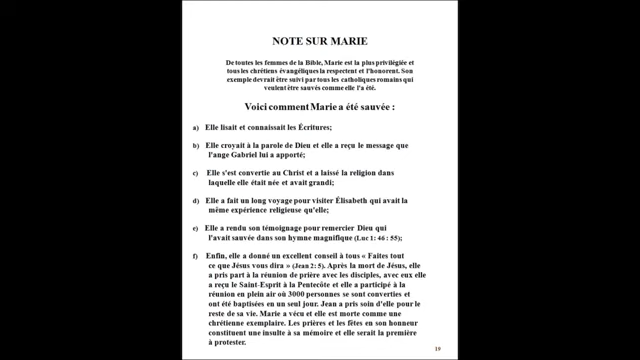 NOTE SUR MARIE
De toutes les femmes de la Bible, Marie est la plus privilégiée et
tous les chrétiens évangéliques la respectent et l'honorent. Son
exemple devrait être suivi par tous les catholiques romains qui
veulent être sauvés comme elle l'a été.
Voici comment Marie a été sauvée :
a) Elle lisait et connaissait les Écritures;
b) Elle croyait à la parole de Dieu et elle a reçu le message que
l'ange Gabriel lui a apporté;
c) Elle s'est convertie au Christ et a laissé la religion dans
laquelle elle était née et avait grandi;
d) Elle a fait un long voyage pour visiter Élisabeth qui avait la
même expérience religieuse qu'elle;
e) Elle a rendu son témoignage pour remercier Dieu qui
l'avait sauvée dans son hymne magnifique (Luc 1: 46 : 55);
f) Enfin, elle a donné un excellent conseil à tous « Faites tout
ce que Jésus vous dira » (Jean 2: 5). Après la mort de Jésus, elle
a pris part à la réunion de prière avec les disciples, avec eux elle
a reçu le Saint-Esprit à la Pentecôte et elle a participé à la
réunion en plein air où 3000 personnes se sont converties et
ont été baptisées en un seul jour. Jean a pris soin d'elle pour le
reste de sa vie. Marie a vécu et elle est morte comme une
chrétienne exemplaire. Les prières et les fêtes en son honneur
constituent une insulte à sa mémoire et elle serait la première
à protester.
19